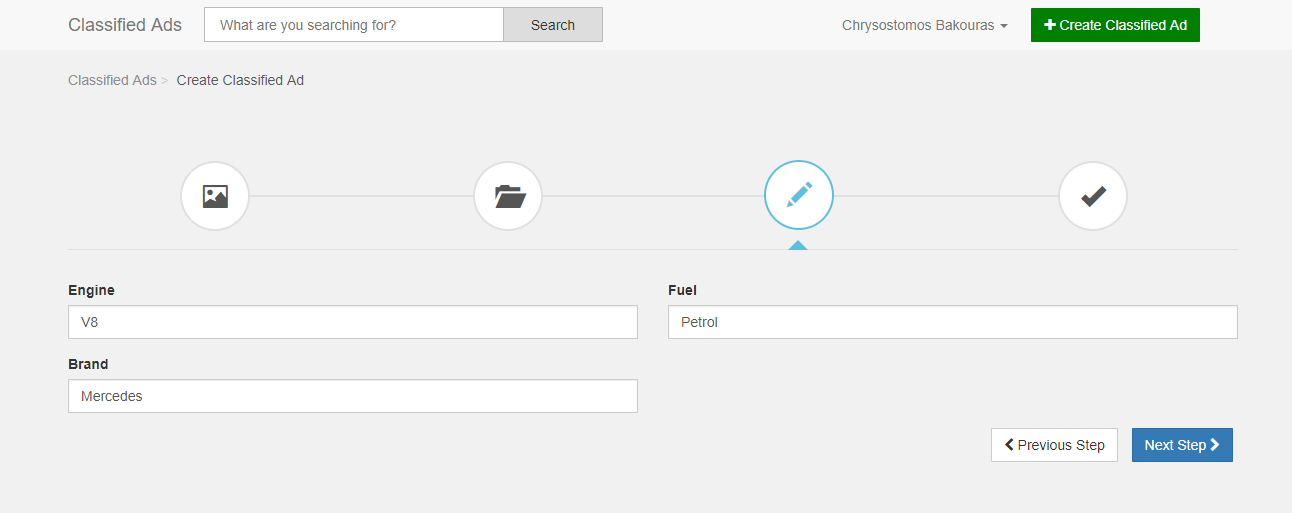 Classified Ads What are you searching for? Search Chrysostomos Bakouras Create Classified Ad
Classified Ads > Create Classified Ad
Engine Fuel
V8 Petrol
Brand
Mercedes
Previous Step Next Step